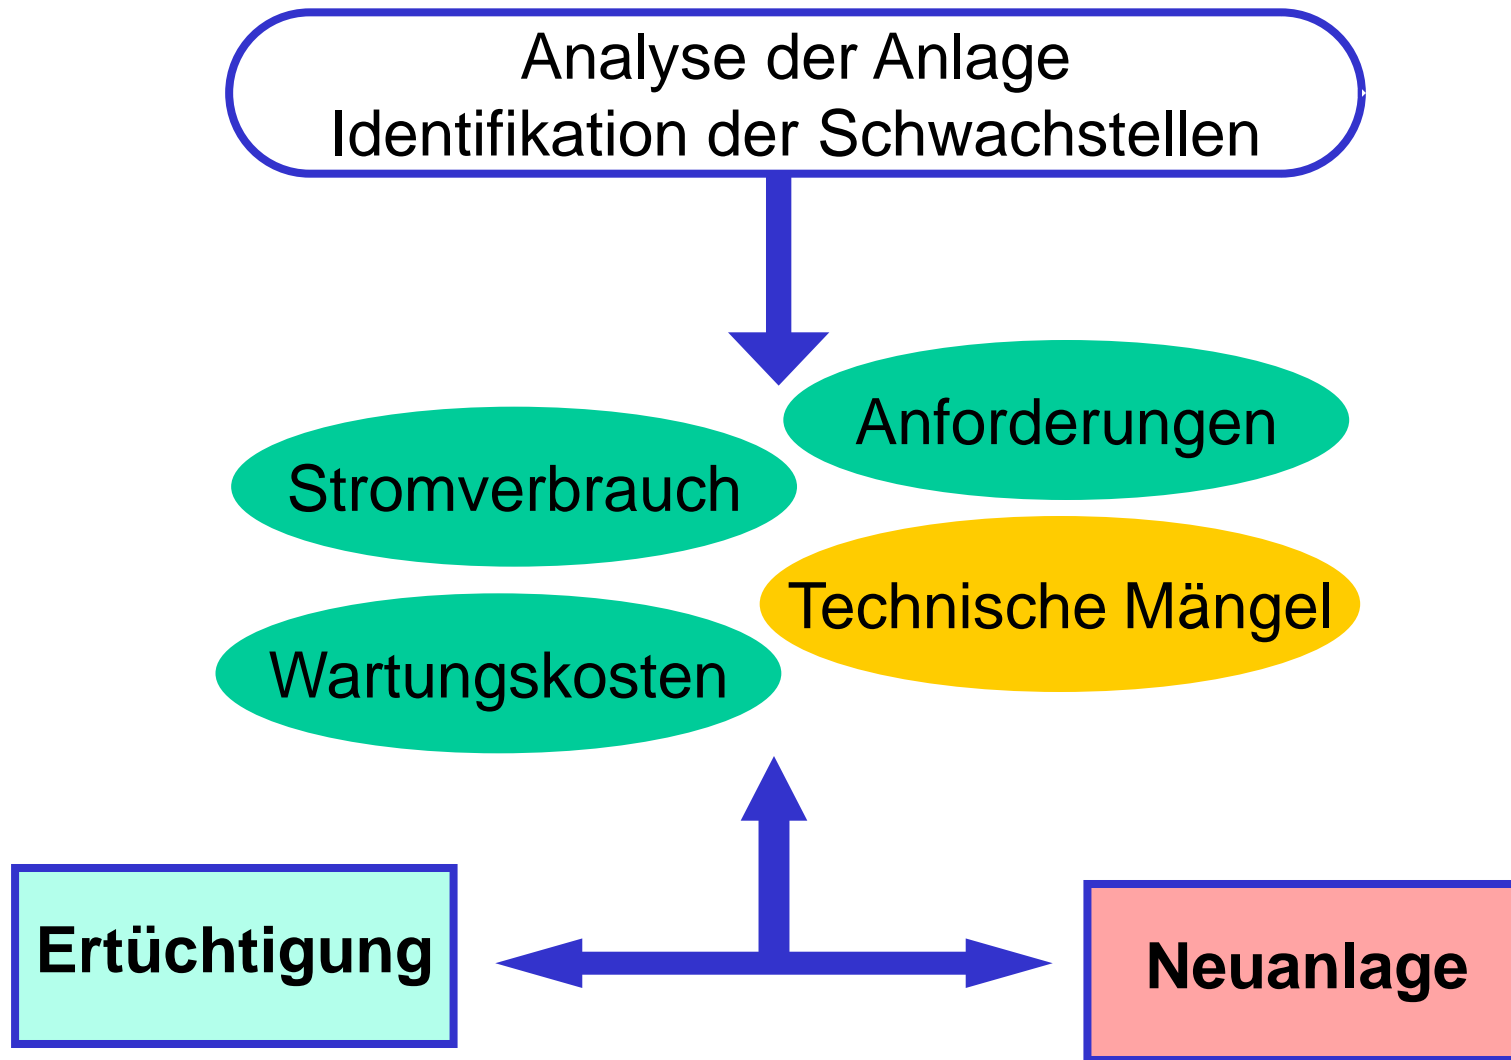 Analyse der Anlage
Identifikation der Schwachstellen
Anforderungen
Stromverbrauch
Technische Mängel
Wartungskosten
Ertüchtigung
Neuanlage